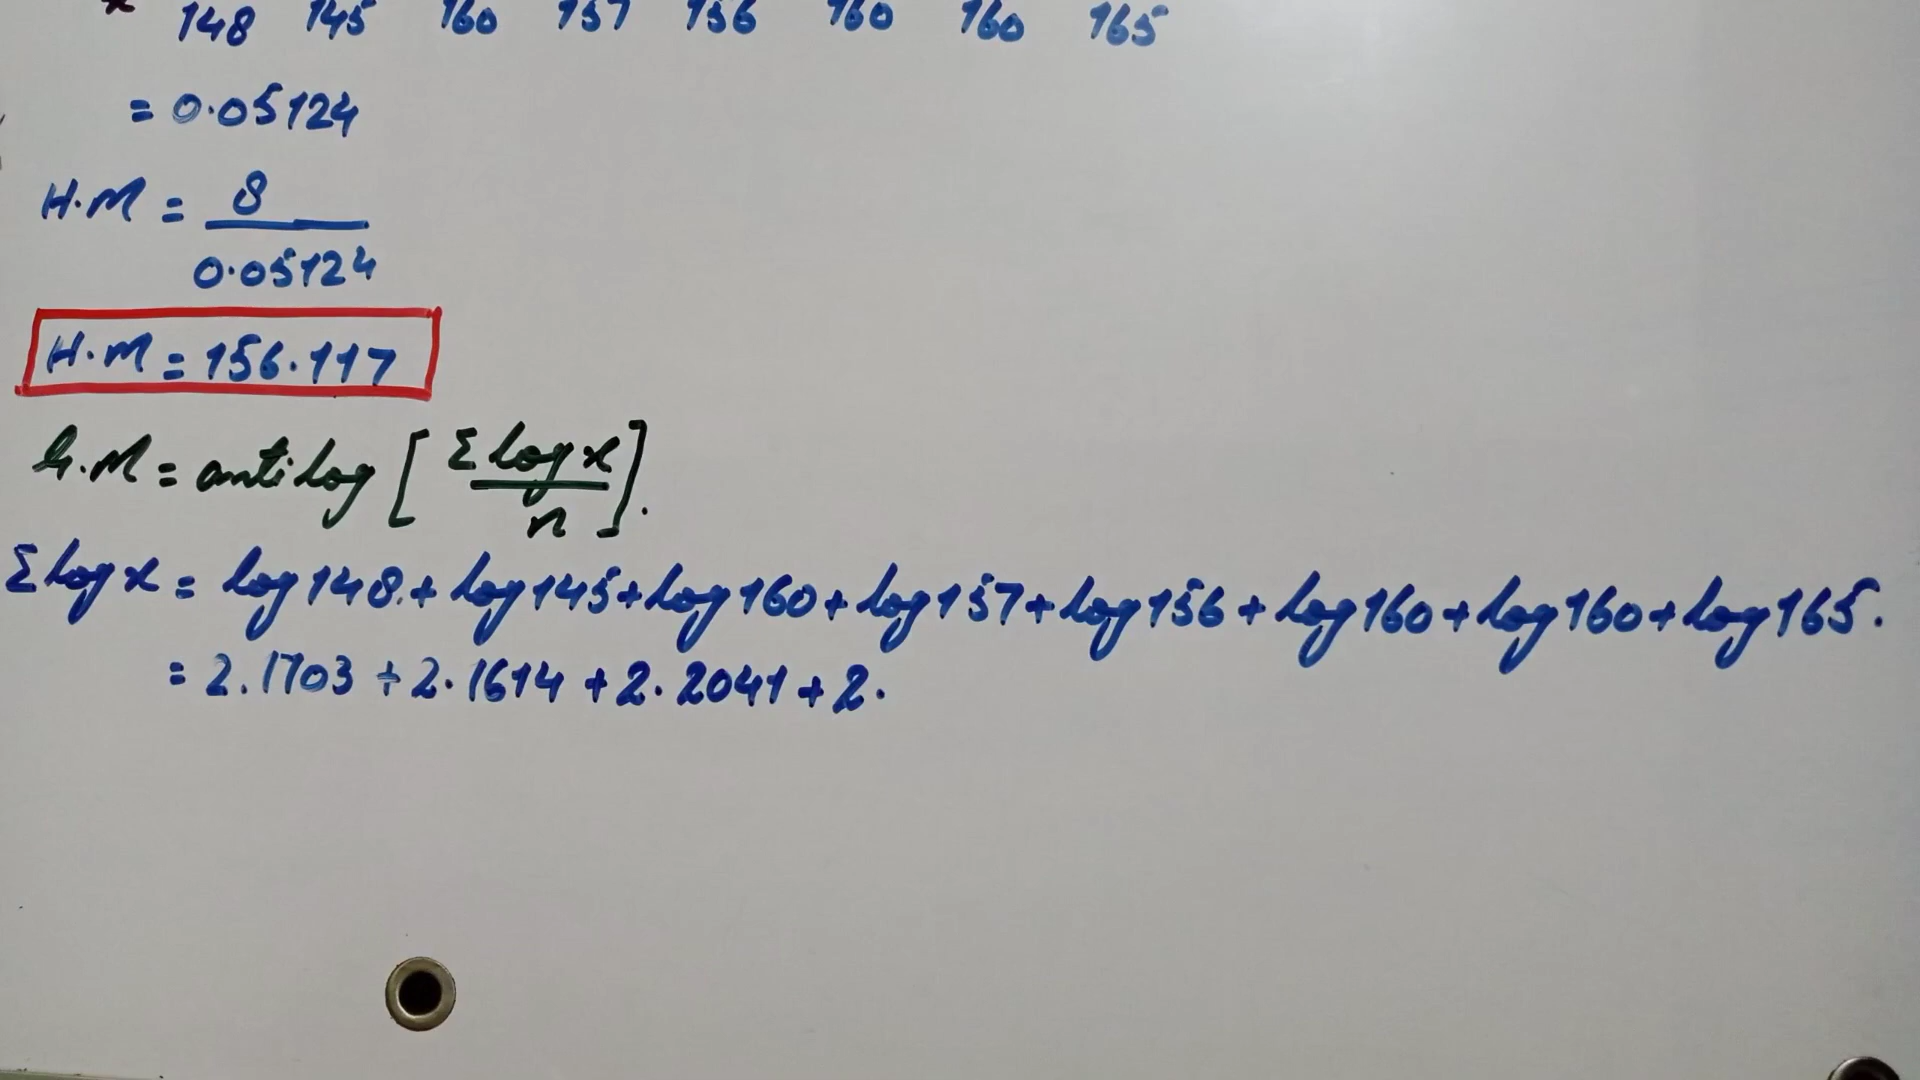 x 148 145 160 157 156 160 160 165
= 0.05124
H.M = 8
0.05124
H.M = 156.117
G.M = antilog [ Σ log x
n ].
Σ log x = log 148 + log 145 + log 160 + log 157 + log 156 + log 160 + log 160 + log 165.
= 2.1703 + 2.1614 + 2.2041 + 2.